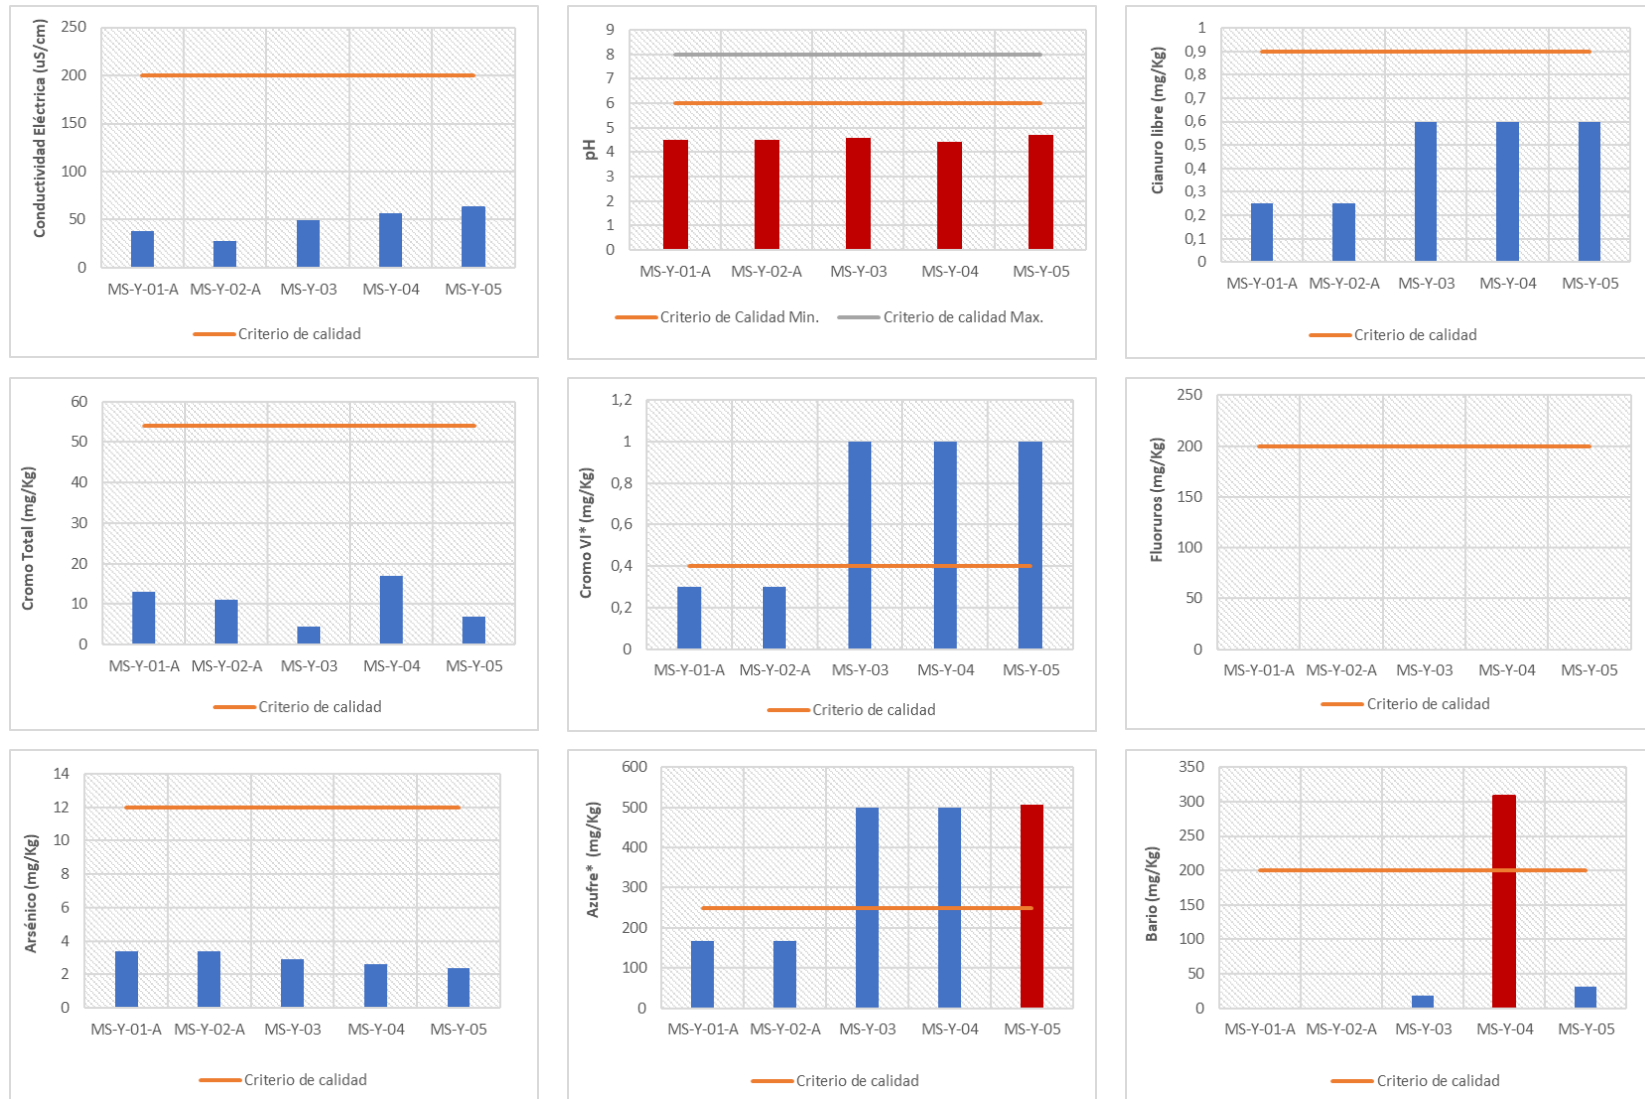 Conductividad Eléctrica (uS/cm)
250
200
150
100
50
0
MS-Y-01-A MS-Y-02-A MS-Y-03 MS-Y-04 MS-Y-05
Criterio de calidad
pH
9
8
7
6
5
4
3
2
1
0
MS-Y-01-A MS-Y-02-A MS-Y-03 MS-Y-04 MS-Y-05
Criterio de Calidad Min. Criterio de calidad Max.
Cianuro libre (mg/Kg)
1
0,9
0,8
0,7
0,6
0,5
0,4
0,3
0,2
0,1
0
MS-Y-01-A MS-Y-02-A MS-Y-03 MS-Y-04 MS-Y-05
Criterio de calidad
Cromo Total (mg/Kg)
60
50
40
30
20
10
0
MS-Y-01-A MS-Y-02-A MS-Y-03 MS-Y-04 MS-Y-05
Criterio de calidad
Cromo VI* (mg/Kg)
1,2
1
0,8
0,6
0,4
0,2
0
MS-Y-01-A MS-Y-02-A MS-Y-03 MS-Y-04 MS-Y-05
Criterio de calidad
Fluoruros (mg/Kg)
250
200
150
100
50
0
MS-Y-01-A MS-Y-02-A MS-Y-03 MS-Y-04 MS-Y-05
Criterio de calidad
Arsénico (mg/Kg)
14
12
10
8
6
4
2
0
MS-Y-01-A MS-Y-02-A MS-Y-03 MS-Y-04 MS-Y-05
Criterio de calidad
Azufre* (mg/Kg)
600
500
400
300
200
100
0
MS-Y-01-A MS-Y-02-A MS-Y-03 MS-Y-04 MS-Y-05
Criterio de calidad
Bario (mg/Kg)
350
300
250
200
150
100
50
0
MS-Y-01-A MS-Y-02-A MS-Y-03 MS-Y-04 MS-Y-05
Criterio de calidad